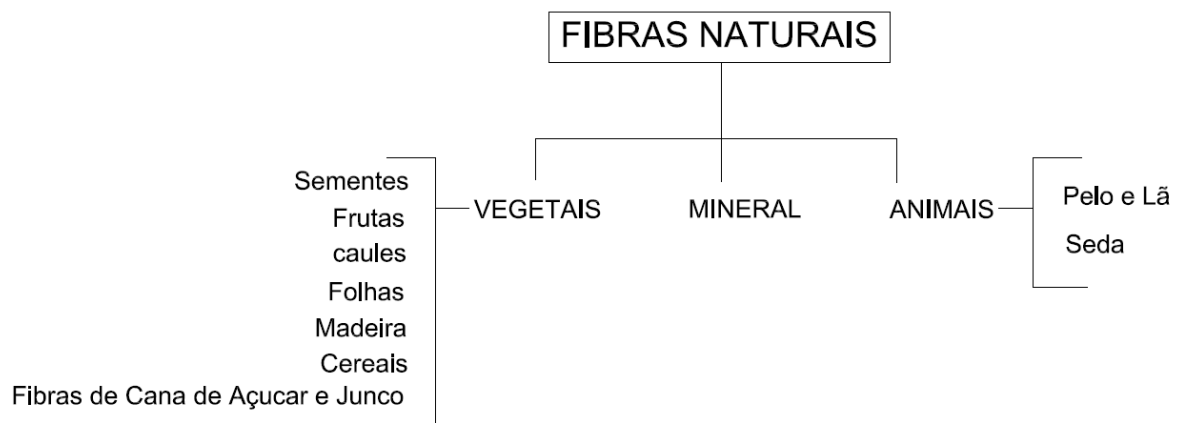 FIBRAS NATURAIS
VEGETAIS
MINERAL
ANIMAIS
Sementes
Frutas
caules
Folhas
Madeira
Cereais
Fibras de Cana de Açucar e Junco
Pelo e Lã
Seda